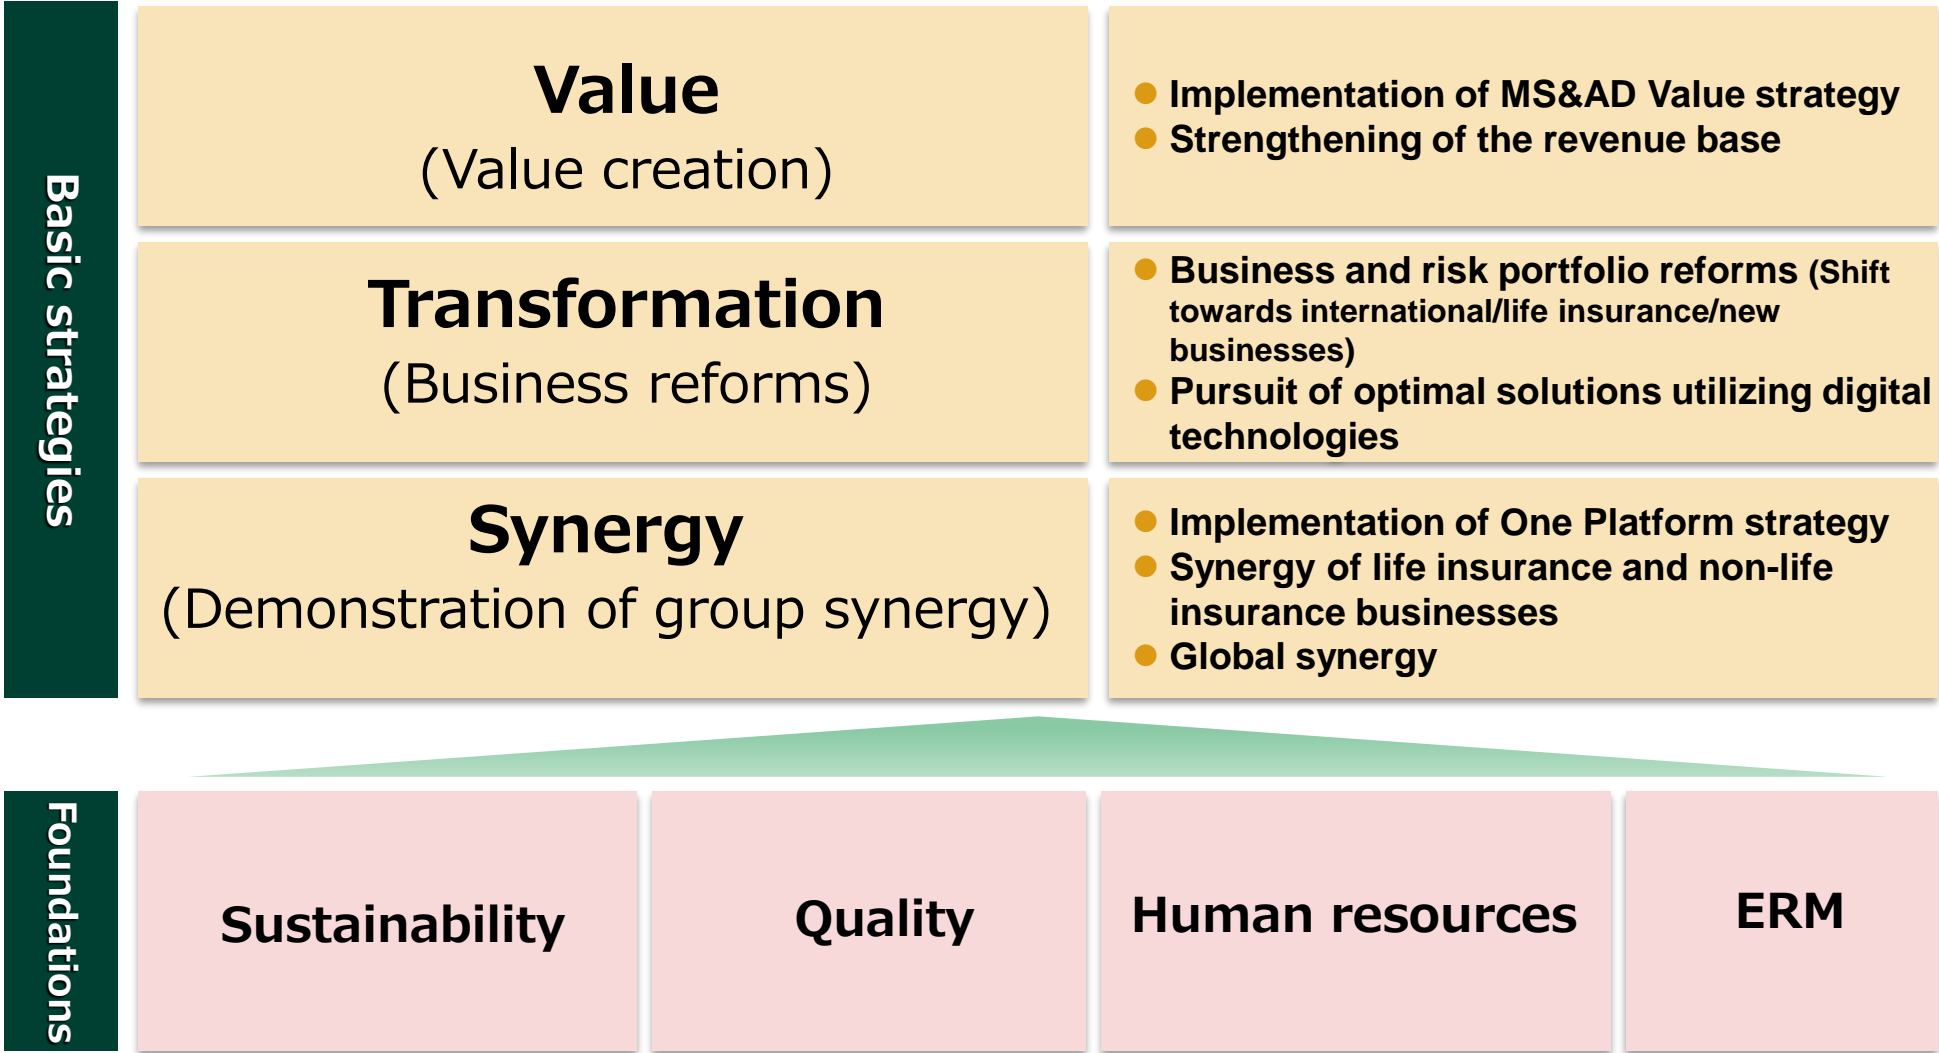 Basic strategies
Value
(Value creation)
● Implementation of MS&AD Value strategy
● Strengthening of the revenue base
Transformation
(Business reforms)
● Business and risk portfolio reforms (Shift
towards international/life insurance/new
businesses)
● Pursuit of optimal solutions utilizing digital
technologies
Synergy
(Demonstration of group synergy)
● Implementation of One Platform strategy
● Synergy of life insurance and non-life
insurance businesses
● Global synergy
Foundations
Sustainability
Quality
Human resources
ERM